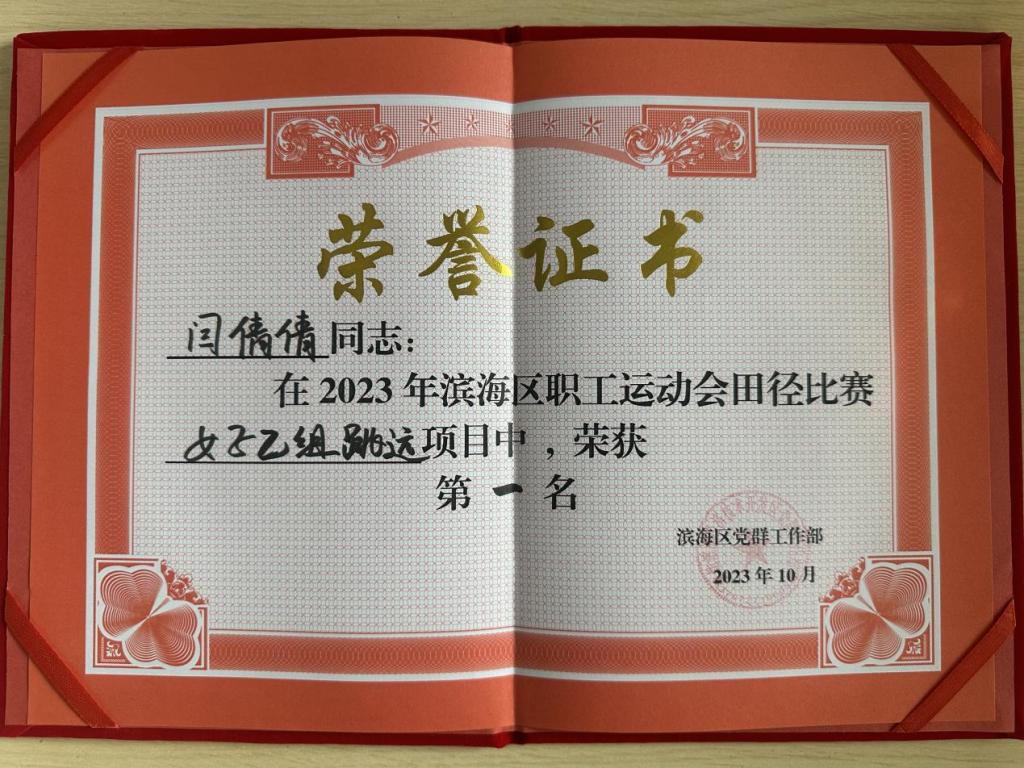 荣誉证书
闫倩倩同志：
在2023年滨海区职工运动会田径比赛
女子乙组跳远项目中，荣获
第一名
滨海区党群工作部
2023年10月